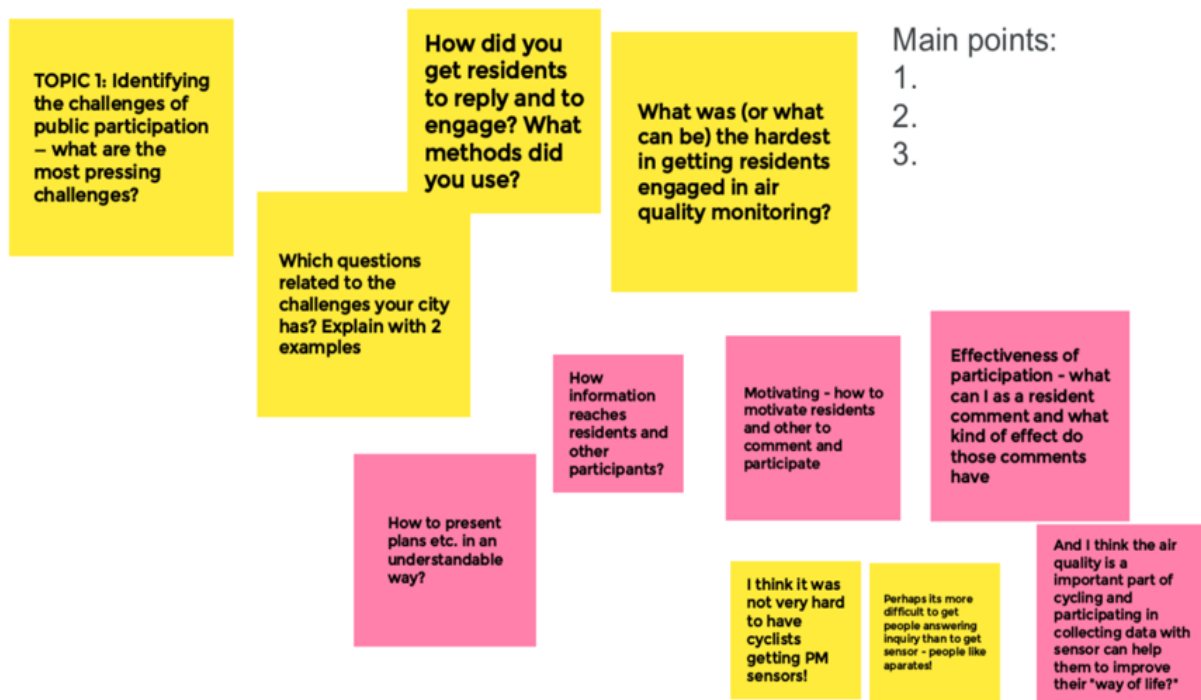 TOPIC 1: Identifying
the challenges of
public participation
– what are the
most pressing
challenges?
How did you
get residents
to reply and to
engage? What
methods did
you use?
What was (or what
can be) the hardest
in getting residents
engaged in air
quality monitoring?
Main points:
1.
2.
3.
Which questions
related to the
challenges your city
has? Explain with 2
examples
How
information
reaches
residents and
other
participants?
Motivating - how to
motivate residents
and other to
comment and
participate
Effectiveness of
participation - what
can I as a resident
comment and what
kind of effect do
those comments
have
How to present
plans etc. in an
understandable
way?
I think it was
not very hard
to have
cyclists
getting PM
sensors!
Perhaps its more
difficult to get
people answering
inquiry than to get
sensor - people like
aparates!
And I think the air
quality is a
important part of
cycling and
participating in
collecting data with
sensor can help
them to improve
their "way of life?"